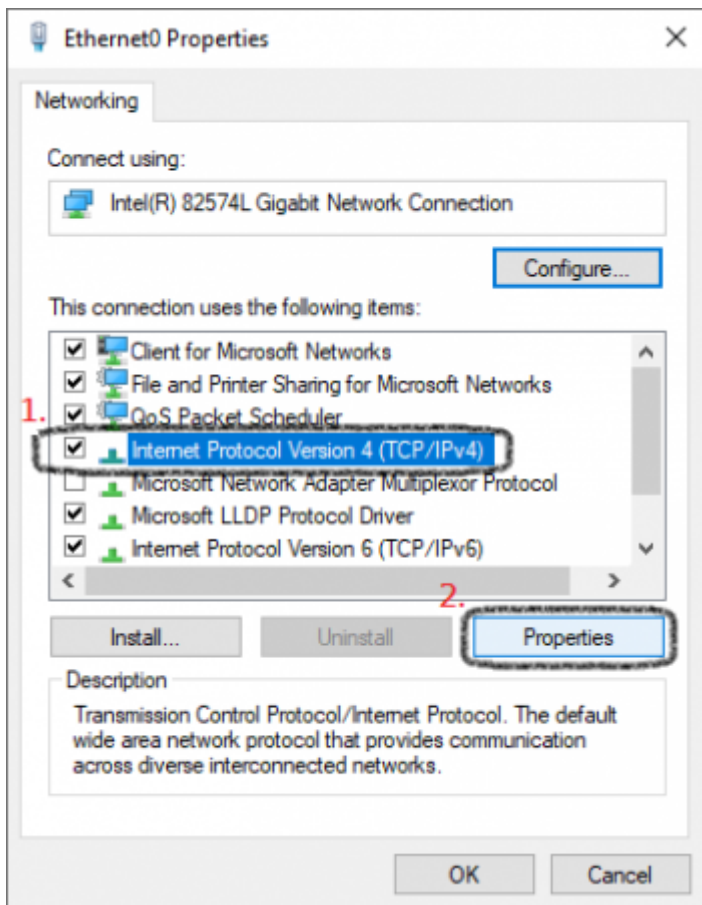 Ethernet0 Properties
Networking
Connect using:
Intel(R) 82574L Gigabit Network Connection
Configure...
This connection uses the following items:
Client for Microsoft Networks
File and Printer Sharing for Microsoft Networks
1.
QoS Packet Scheduler
Internet Protocol Version 4 (TCP/IPv4)
Microsoft Network Adapter Multiplexor Protocol
Microsoft LLDP Protocol Driver
Internet Protocol Version 6 (TCP/IPv6)
2.
Install...
Uninstall
Properties
Description
Transmission Control Protocol/Internet Protocol. The default
wide area network protocol that provides communication
across diverse interconnected networks.
OK
Cancel